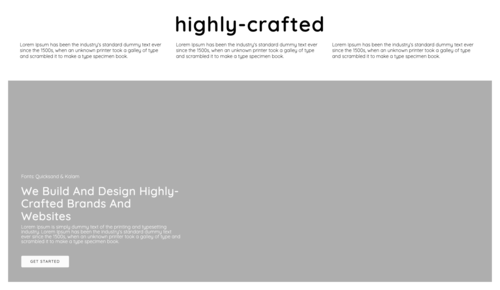 highly-crafted
Lorem Ipsum has been the industry's standard dummy text ever
since the 1500s, when an unknown printer took a galley of type
and scrambled it to make a type specimen book.
Lorem Ipsum has been the industry's standard dummy text ever
since the 1500s, when an unknown printer took a galley of type
and scrambled it to make a type specimen book.
Lorem Ipsum has been the industry's standard dummy text ever
since the 1500s, when an unknown printer took a galley of type
and scrambled it to make a type specimen book.
Fonts: Quicksand &
We Build And Design Highly-
Crafted Brands And
Websites
Lorem Ipsum is simply dummy text of the printing and typesetting
industry. Lorem Ipsum has been the industry's standard dummy text
ever since the 1500s, when an unknown printer took a galley of type and
scrambled it to make a type specimen book.
GET STARTED